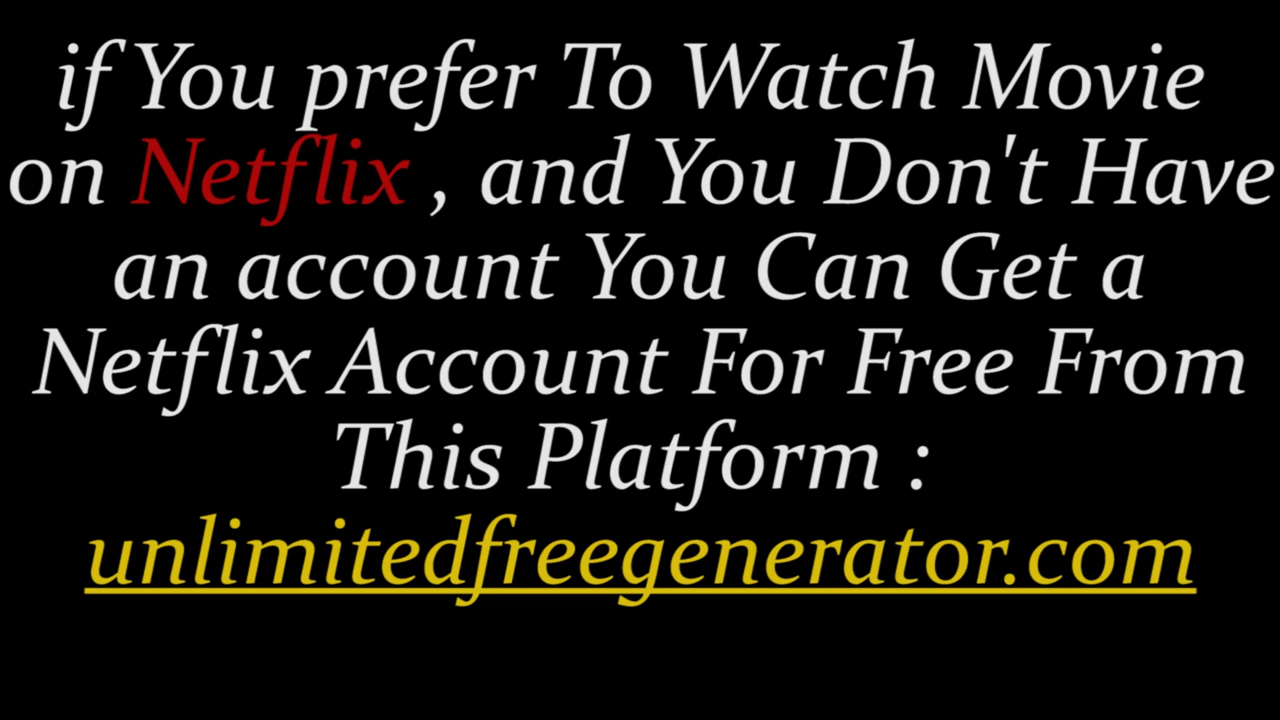 if You prefer To Watch Movie
on Netflix , and You Don't Have
an account You Can Get a
Netflix Account For Free From
This Platform :
unlimitedfreegenerator.com